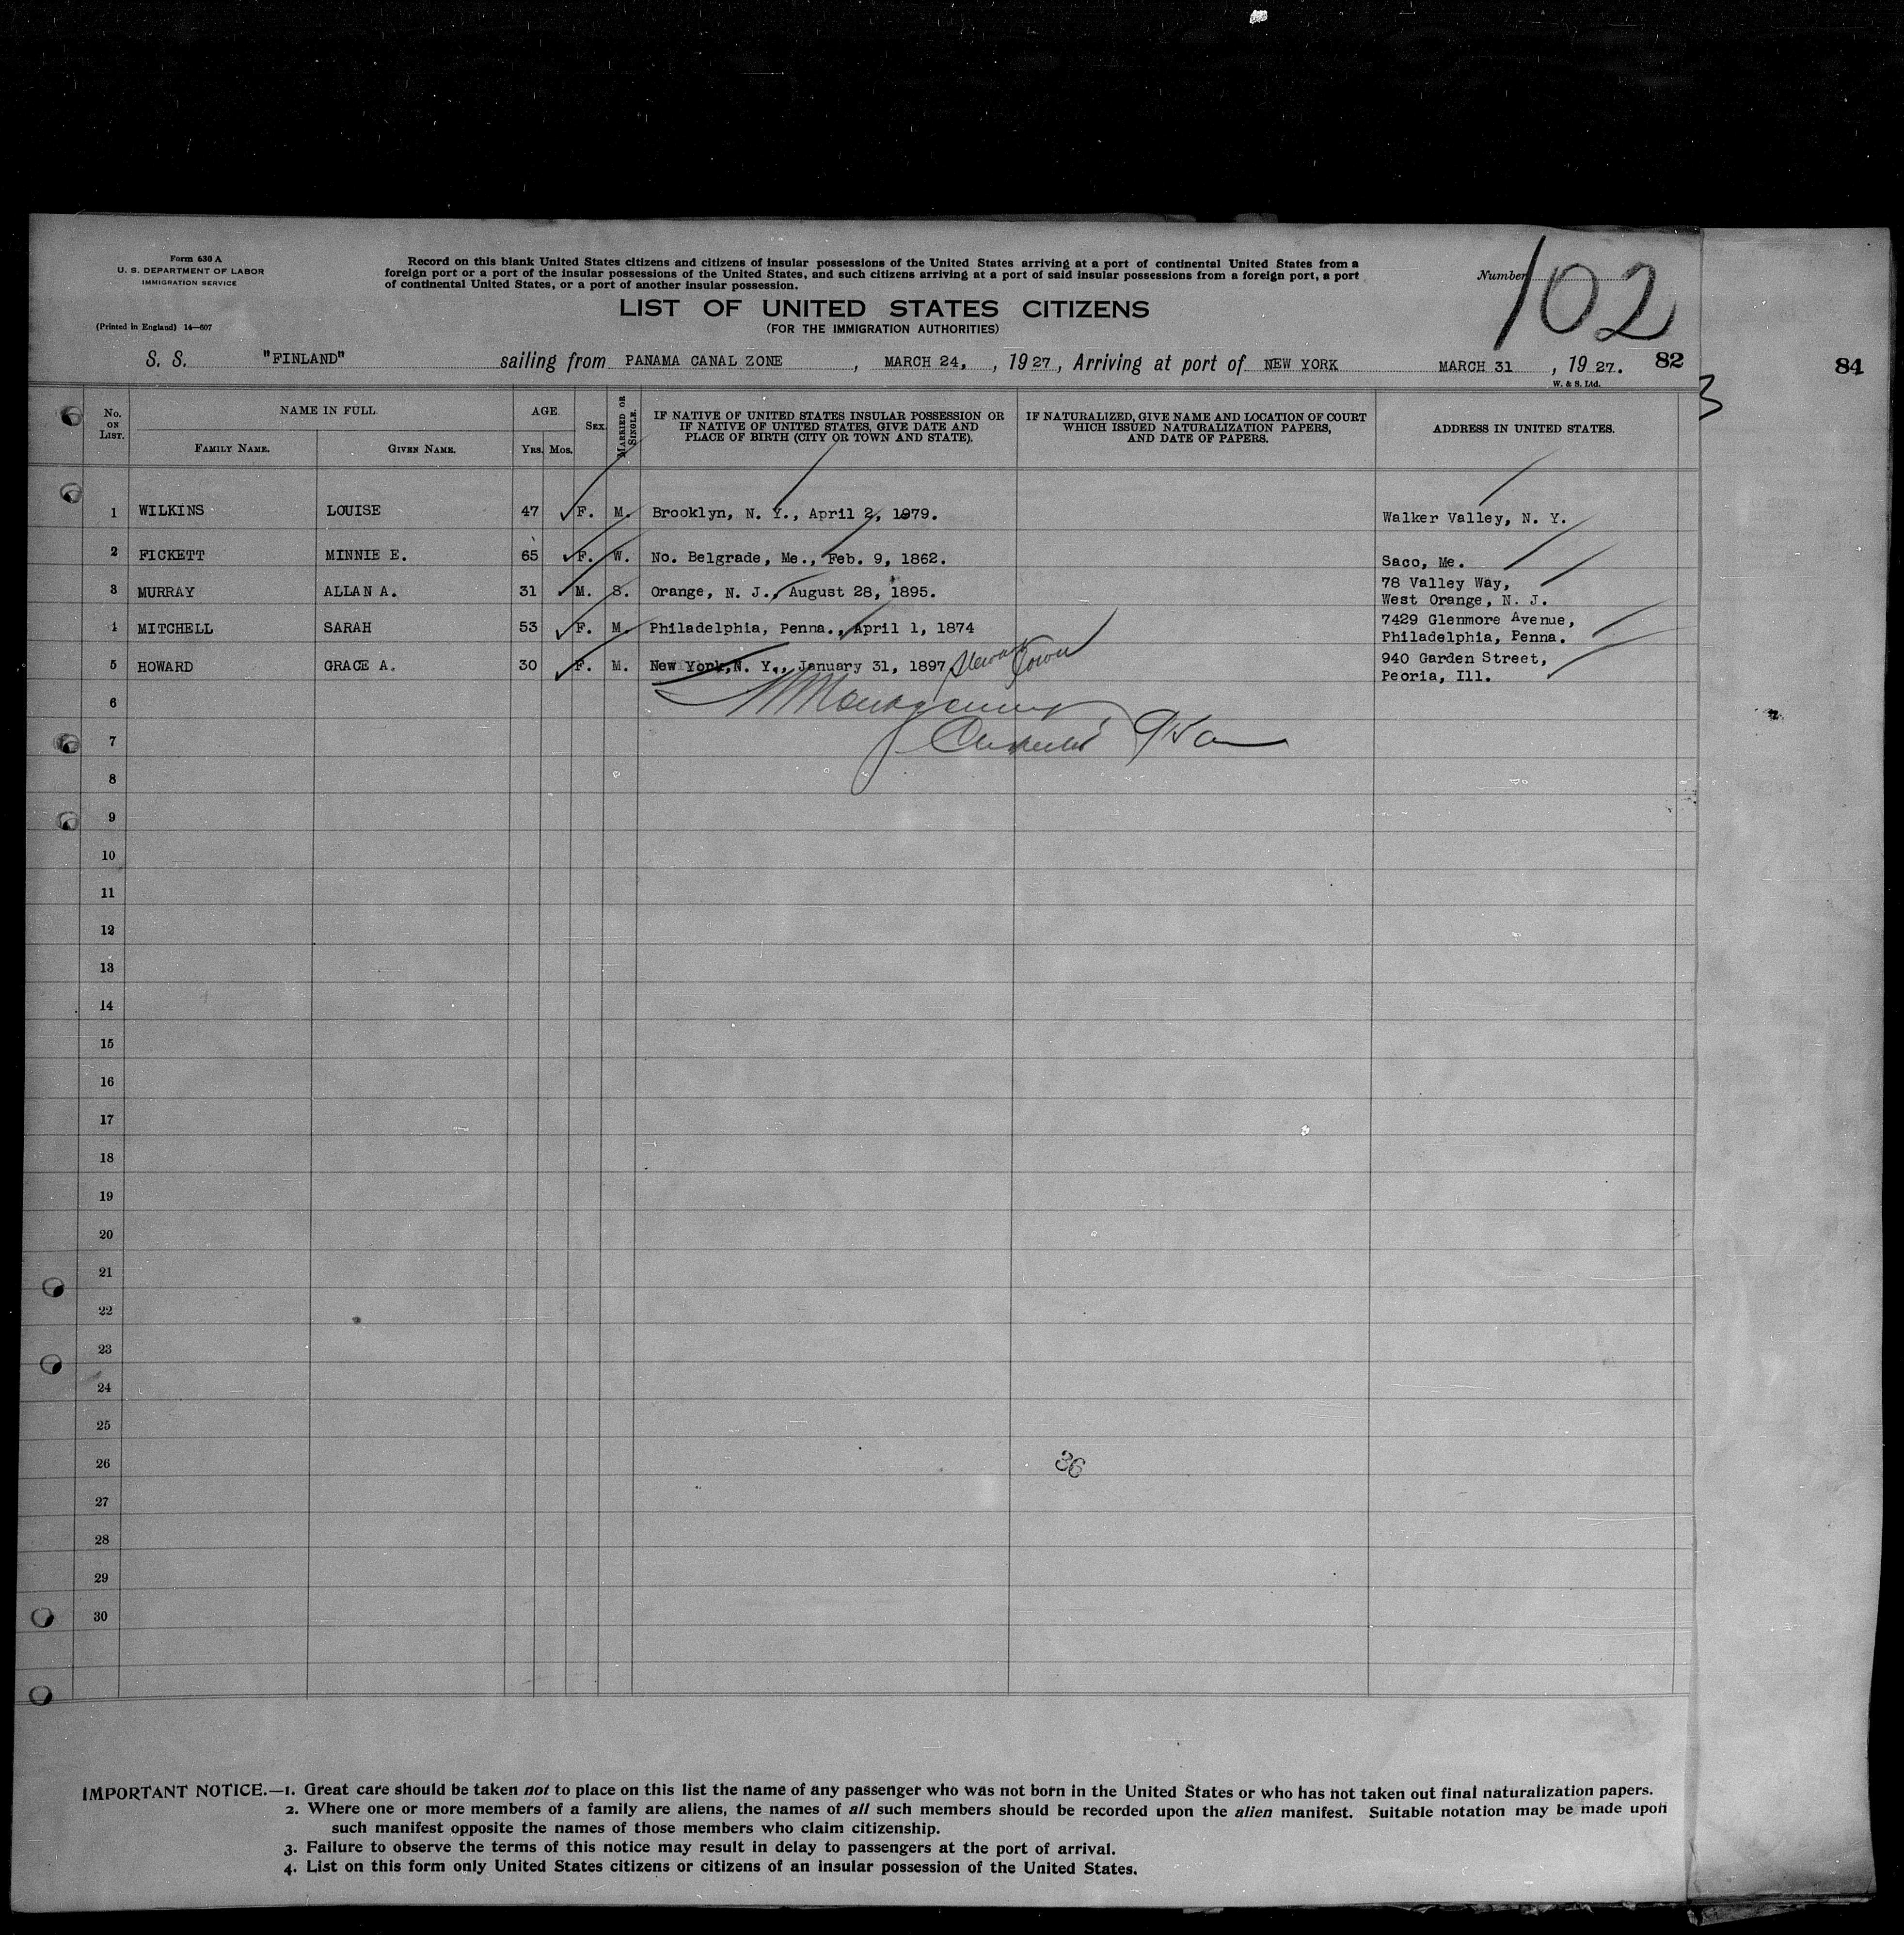 Form 630 A
U. S. DEPARTMENT OF LABOR
IMMIGRATION SERVICE
(Printed in England) 14—607
Record on this blank United States citizens and citizens of insular possessions of the United States arriving at a port of continental United States from a
foreign port or a port of the insular possessions of the United States, and such citizens arriving at a port of said insular possessions from a foreign port, a port
of continental United States, or a port of another insular possession.
Number 102
LIST OF UNITED STATES CITIZENS
(FOR THE IMMIGRATION AUTHORITIES)
S. S. "FINLAND" sailing from PANAMA CANAL ZONE, MARCH 24, , 1927, Arriving at port of NEW YORK MARCH 31, 1927. 82
84
W. & S. Ltd.
No. ON LIST. NAME IN FULL. AGE. SEX. MARRIED OR SINGLE. IF NATIVE OF UNITED STATES INSULAR POSSESSION OR IF NATIVE OF UNITED STATES, GIVE DATE AND PLACE OF BIRTH (CITY OR TOWN AND STATE). IF NATURALIZED, GIVE NAME AND LOCATION OF COURT WHICH ISSUED NATURALIZATION PAPERS, AND DATE OF PAPERS. ADDRESS IN UNITED STATES.
FAMILY NAME. GIVEN NAME. YRS. MOS.
1 WILKINS LOUISE 47 F. M. Brooklyn, N. Y., April 2, 1979. Walker Valley, N. Y.
2 FICKETT MINNIE E. 65 F. W. No. Belgrade, Me., Feb. 9, 1862. Saco, Me.
3 MURRAY ALLAN A. 31 M. S. Orange, N. J., August 28, 1895. 78 Valley Way,
West Orange, N. J.
4 MITCHELL SARAH 53 F. M. Philadelphia, Penna., April 1, 1874 7429 Glenmore Avenue,
Philadelphia, Penna.
5 HOWARD GRACE A. 30 F. M. New York, N. Y., January 31, 1897 940 Garden Street,
Peoria, Ill.
6
7
8
9
10
11
12
13
14
15
16
17
18
19
20
21
22
23
24
25
26 36
27
28
29
30
IMPORTANT NOTICE.—1. Great care should be taken not to place on this list the name of any passenger who was not born in the United States or who has not taken out final naturalization papers.
2. Where one or more members of a family are aliens, the names of all such members should be recorded upon the alien manifest. Suitable notation may be made upon
such manifest opposite the names of those members who claim citizenship.
3. Failure to observe the terms of this notice may result in delay to passengers at the port of arrival.
4. List on this form only United States citizens or citizens of an insular possession of the United States.